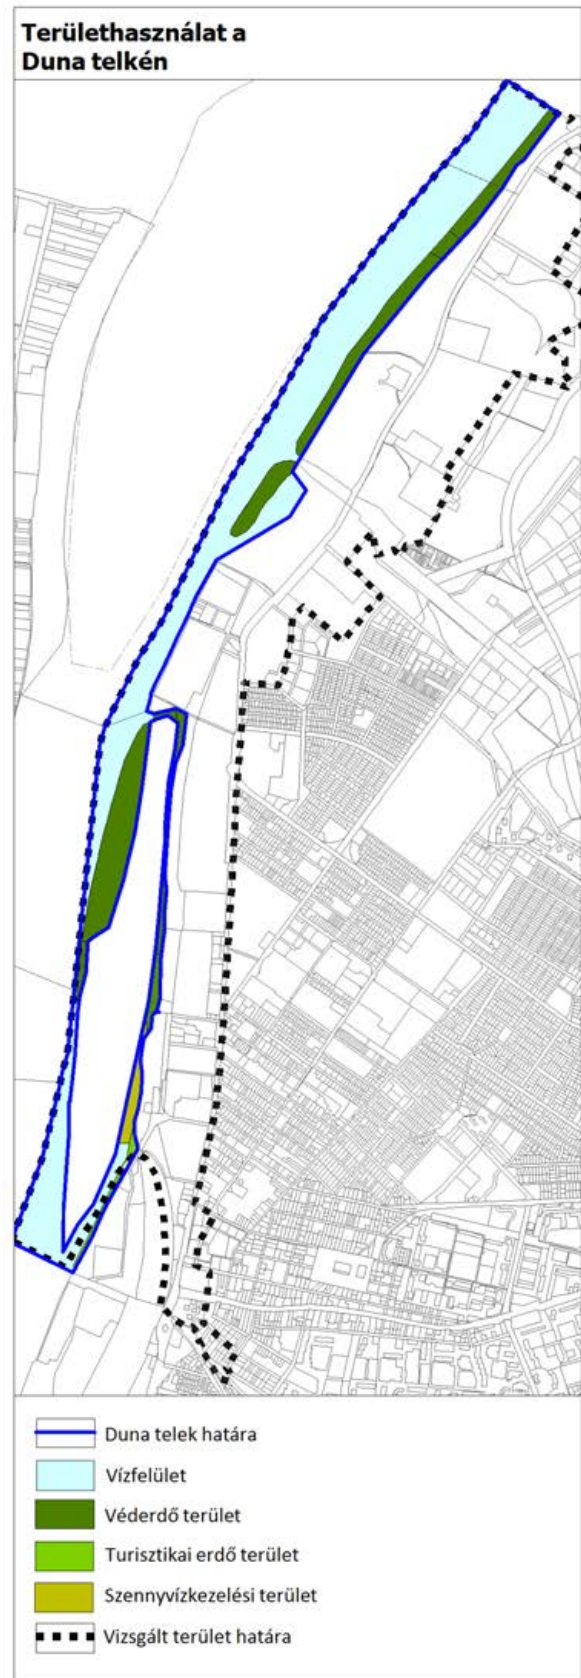 Területhasználat a
Duna telkén
Duna telek határa
Vízfelület
Véderdő terület
Turisztikai erdő terület
Szennyvízkezelési terület
Vizsgált terület határa